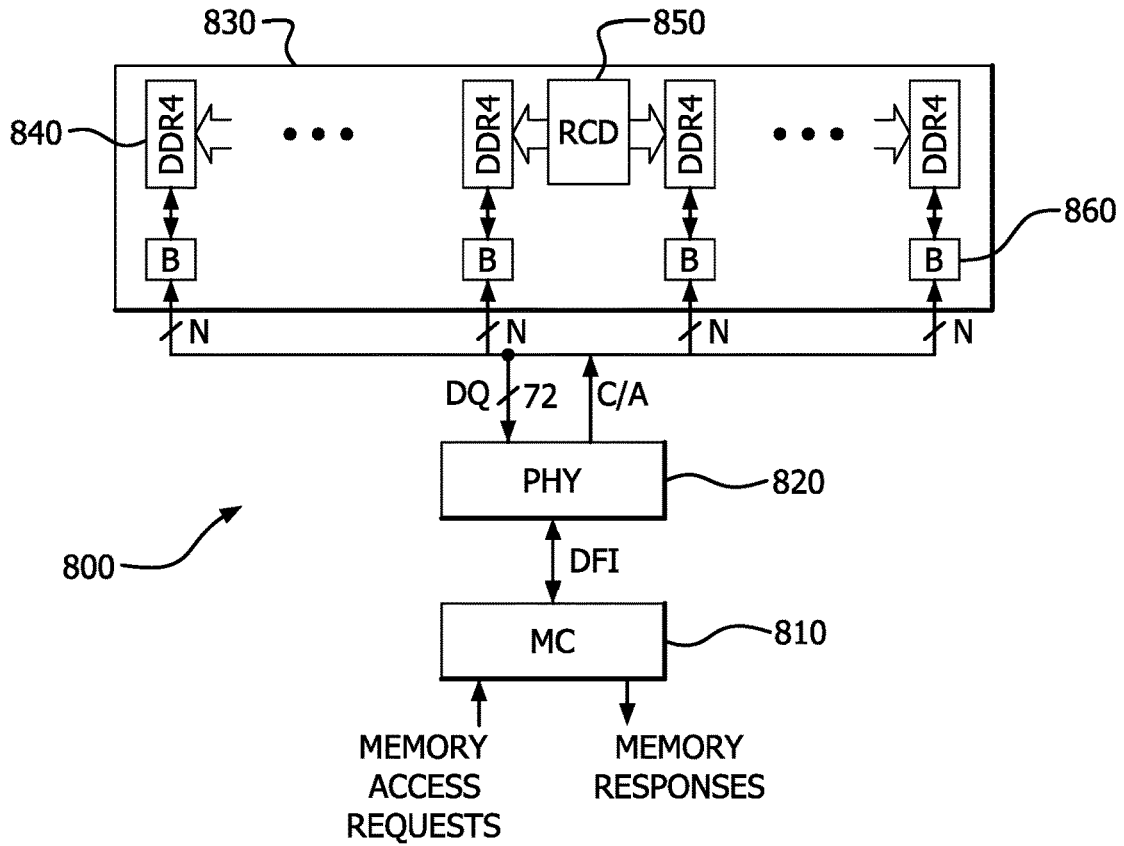 830
850
840
DDR4
• • •
DDR4
RCD
DDR4
• • •
DDR4
860
B
B
B
B
N
N
N
N
DQ
72
C/A
PHY
820
800
DFI
MC
810
MEMORY
ACCESS
REQUESTS
MEMORY
RESPONSES